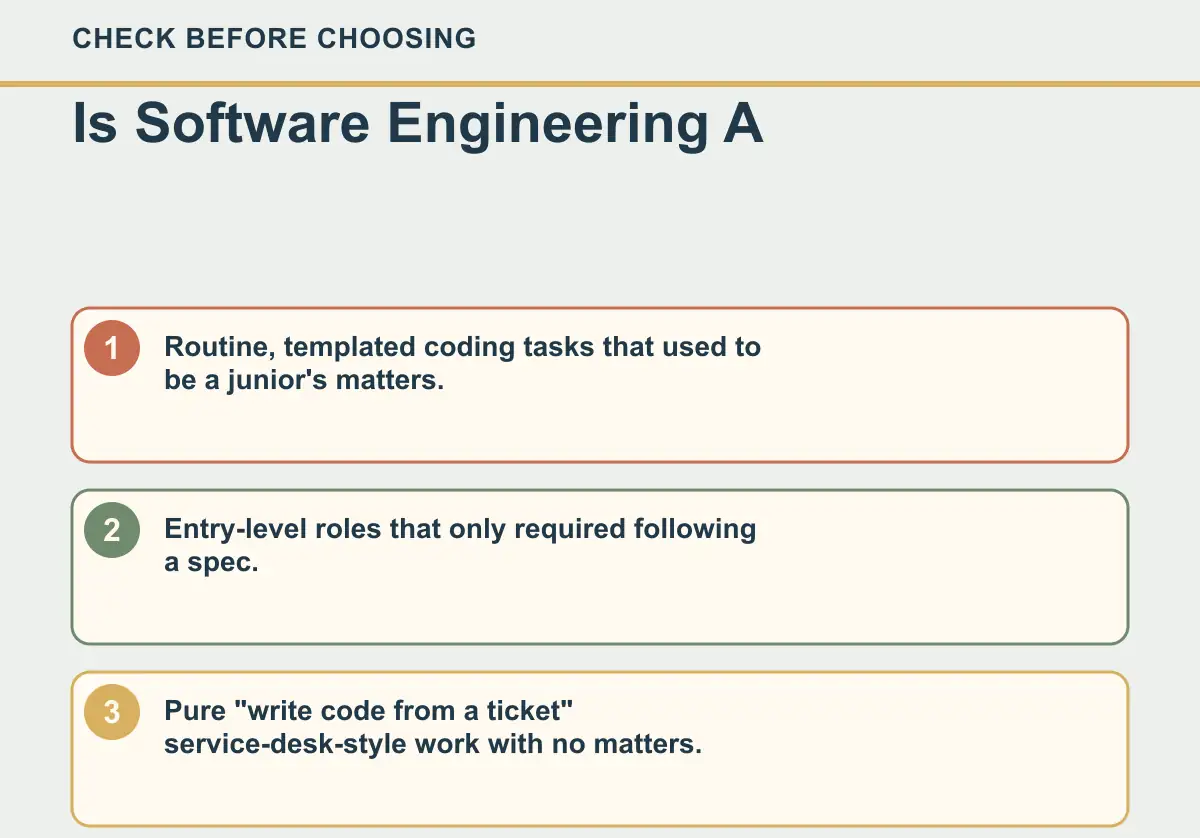 CHECK BEFORE CHOOSING
Is Software Engineering A
1
Routine, templated coding tasks that used to
be a junior's matters.
2
Entry-level roles that only required following
a spec.
3
Pure "write code from a ticket"
service-desk-style work with no matters.